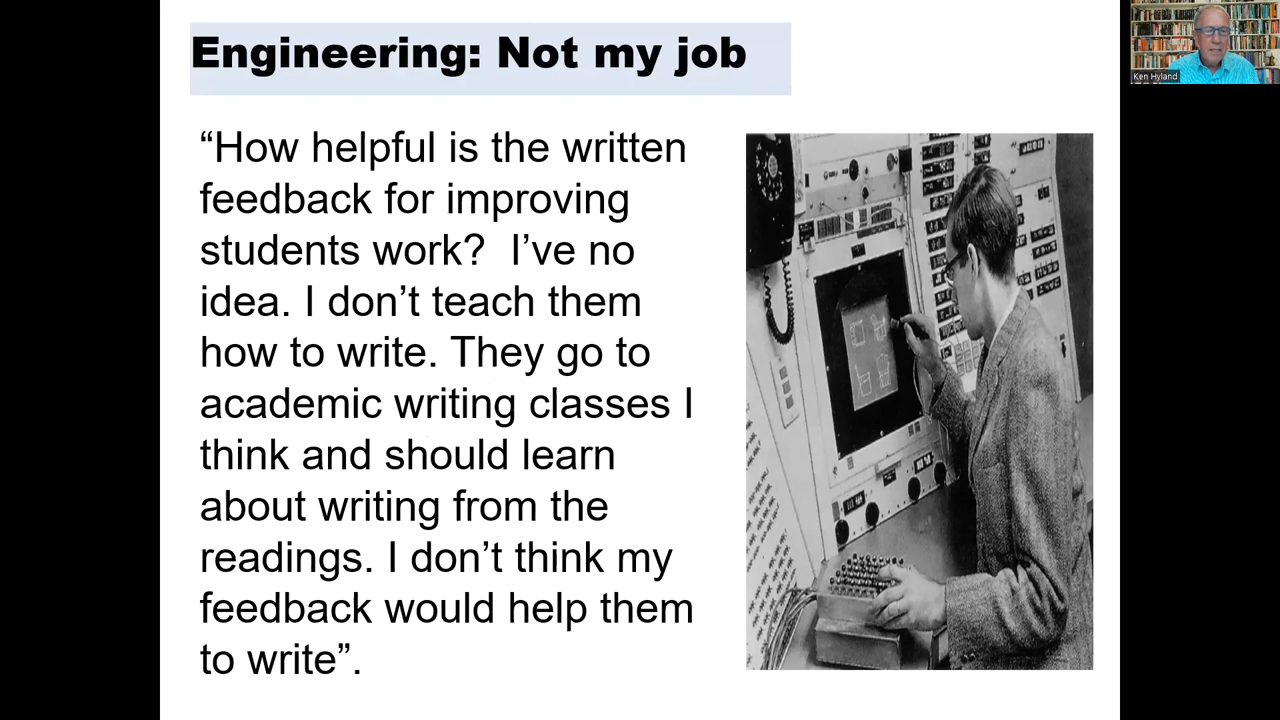 Engineering: Not my job
“How helpful is the written
feedback for improving
students work?  I’ve no
idea. I don’t teach them
how to write. They go to
academic writing classes I
think and should learn
about writing from the
readings. I don’t think my
feedback would help them
to write”.
Ken Hyland